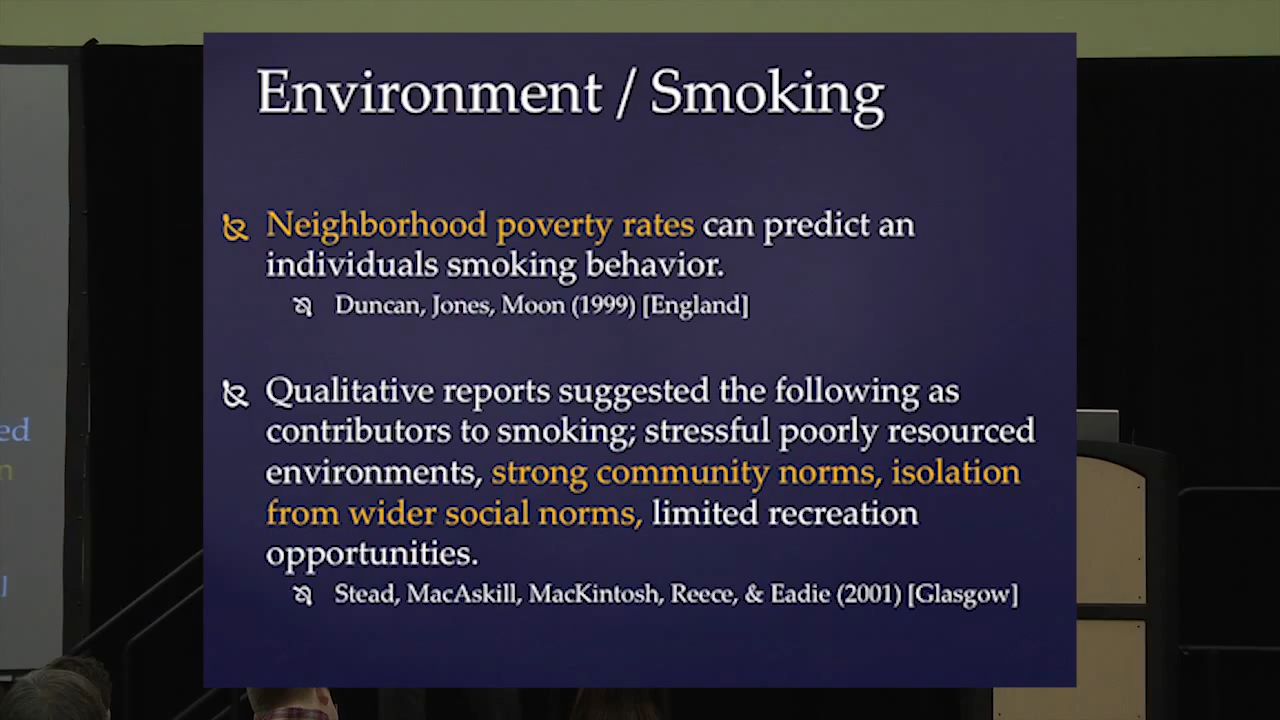 Environment / Smoking
Neighborhood poverty rates can predict an
individuals smoking behavior.
Duncan, Jones, Moon (1999) [England]
Qualitative reports suggested the following as
contributors to smoking; stressful poorly resourced
environments, strong community norms, isolation
from wider social norms, limited recreation
opportunities.
Stead, MacAskill, MacKintosh, Reece, & Eadie (2001) [Glasgow]
ed